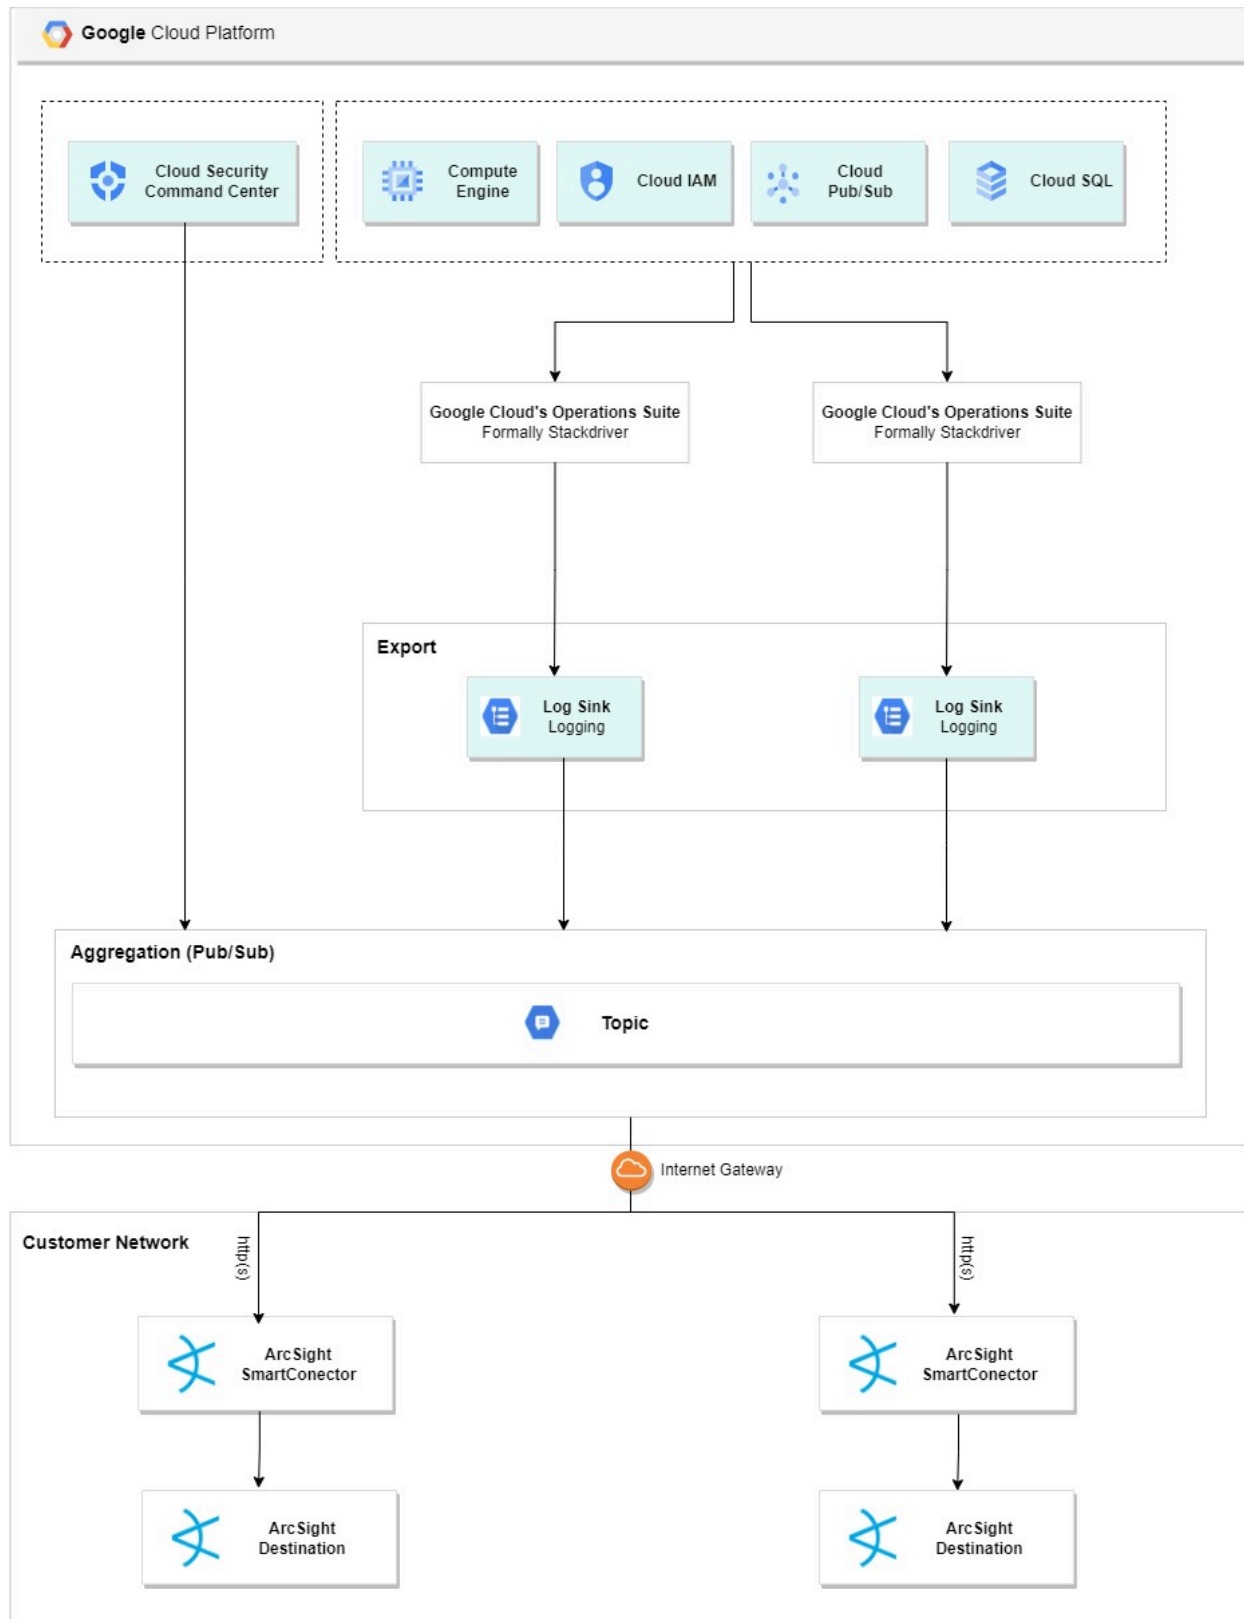 Google Cloud Platform
Cloud Security
Command Center
Compute
Engine
Cloud IAM
Cloud
Pub/Sub
Cloud SQL
Google Cloud's Operations Suite
Formally Stackdriver
Google Cloud's Operations Suite
Formally Stackdriver
Export
Log Sink
Logging
Log Sink
Logging
Aggregation (Pub/Sub)
Topic
Internet Gateway
Customer Network
http(s)
http(s)
ArcSight
SmartConector
ArcSight
SmartConector
ArcSight
Destination
ArcSight
Destination